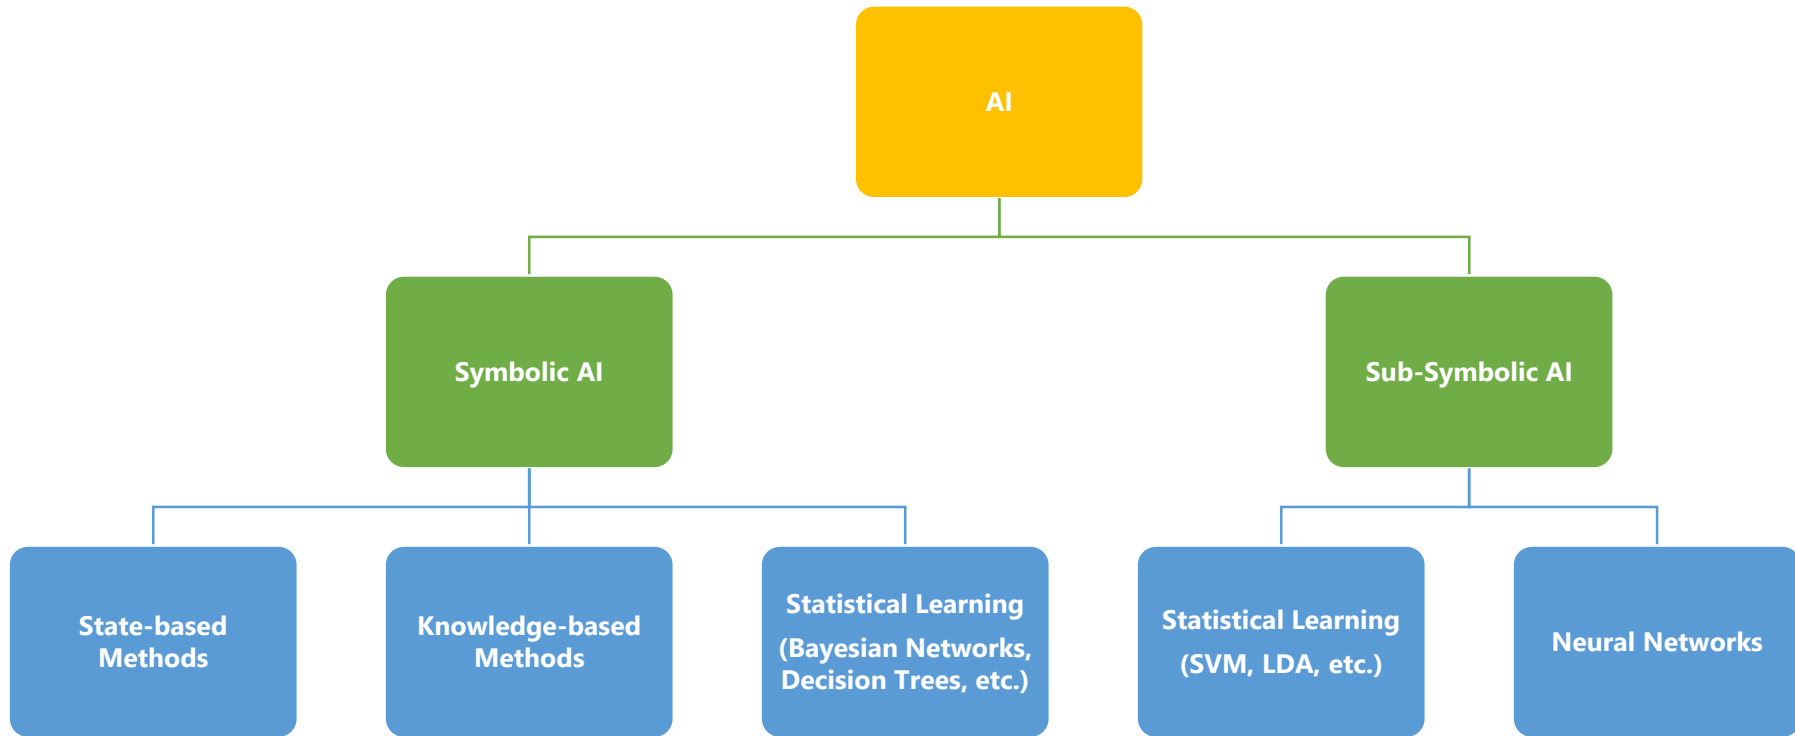 AI
Symbolic AI
Sub-Symbolic AI
State-based
Methods
Knowledge-based
Methods
Statistical Learning
(Bayesian Networks,
Decision Trees, etc.)
Statistical Learning
(SVM, LDA, etc.)
Neural Networks